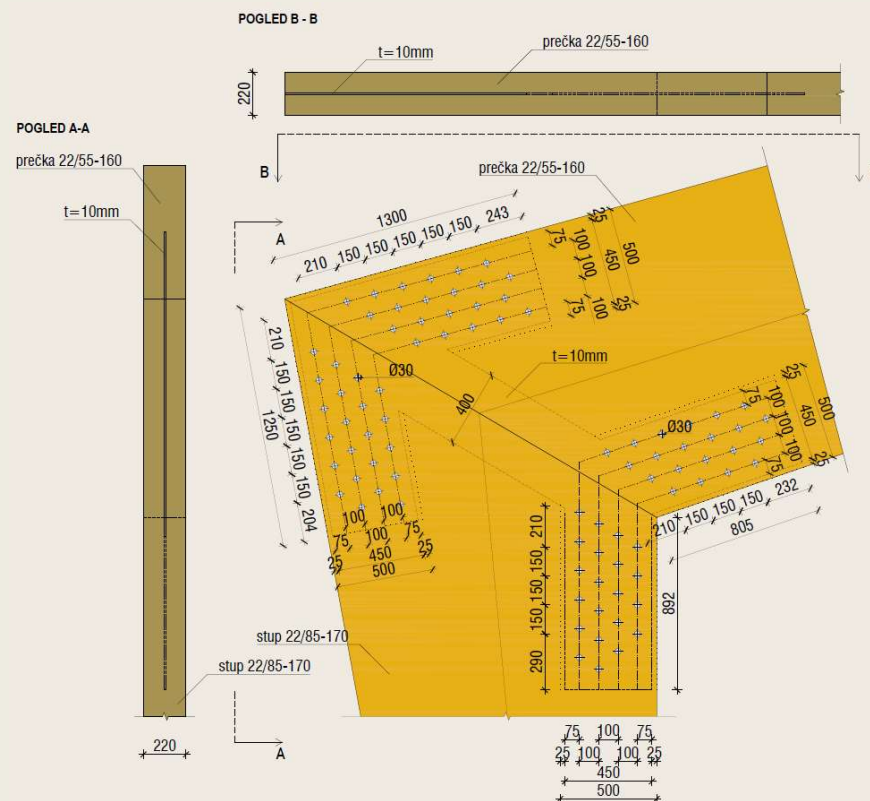 POGLED B - B
t=10mm
prečka 22/55-160
220
POGLED A-A
prečka 22/55-160
t=10mm
B
prečka 22/55-160
A
1300
210 150 150 150 150 150 243
75 100 100 100 75
25 450 25
500
210 150 150 150 150 150 204
1250
Ø30
t=10mm
400
75 100 100 100 75
25 450 25
500
Ø30
210 150 150 150 232
805
100 100
75 100 75
25 450 25
500
210
150
150
150
290
892
stup 22/85-170
stup 22/85-170
220
A
75 100 75
25 100 100 25
450
500